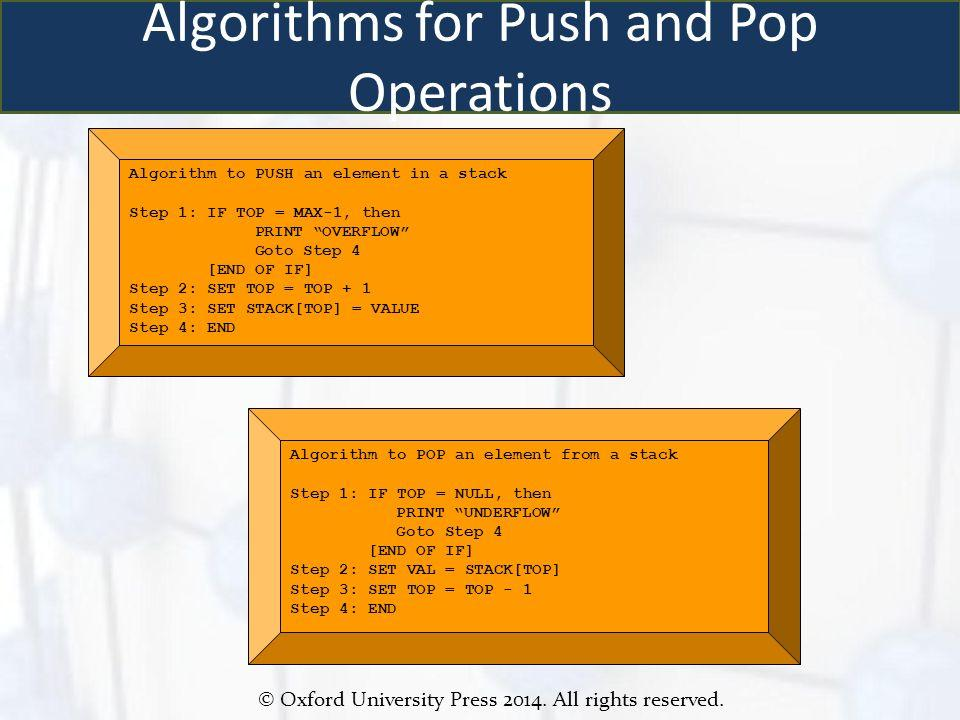 Algorithms for Push and Pop
Operations
Algorithm to PUSH an element in a stack
Step 1: IF TOP = MAX-1, then
PRINT “OVERFLOW”
Goto Step 4
[END OF IF]
Step 2: SET TOP = TOP + 1
Step 3: SET STACK[TOP] = VALUE
Step 4: END
Algorithm to POP an element from a stack
Step 1: IF TOP = NULL, then
PRINT “UNDERFLOW”
Goto Step 4
[END OF IF]
Step 2: SET VAL = STACK[TOP]
Step 3: SET TOP = TOP - 1
Step 4: END
© Oxford University Press 2014. All rights reserved.